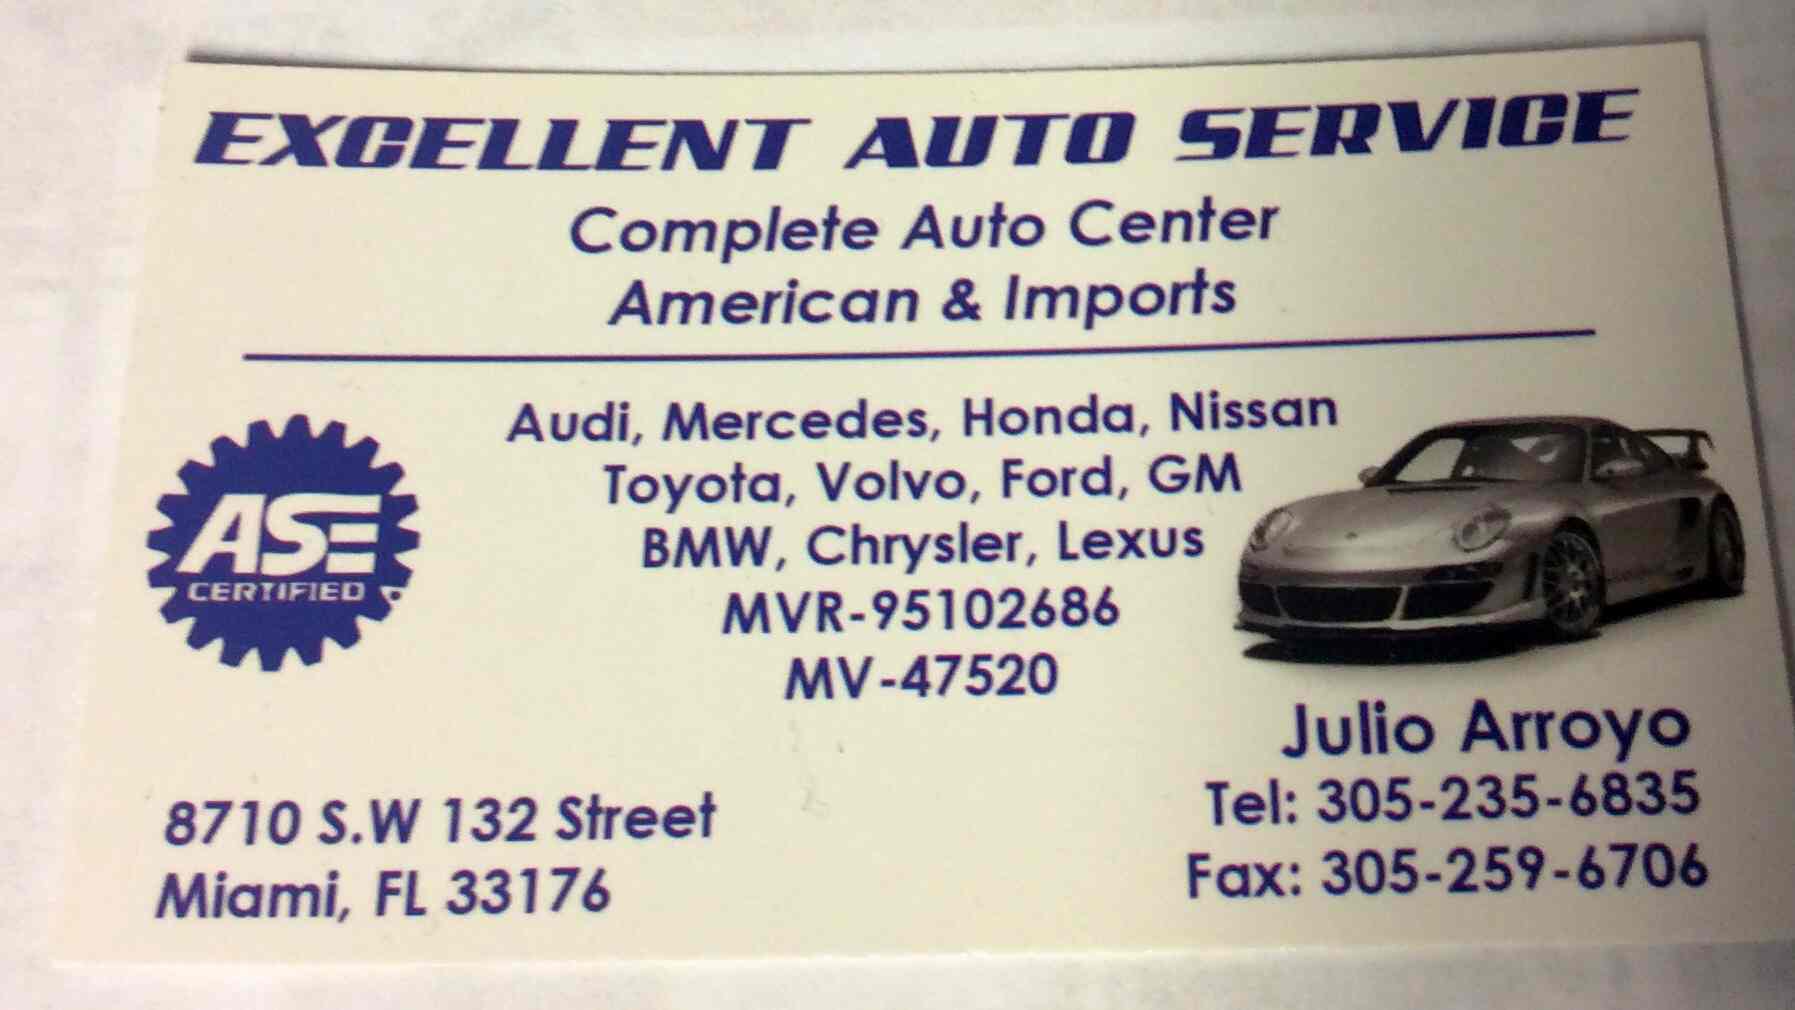 EXCELLENT AUTO SERVICE
Complete Auto Center
American & Imports
Audi, Mercedes, Honda, Nissan
Toyota, Volvo, Ford, GM
BMW, Chrysler, Lexus
MVR-95102686
MV-47520
ASE
CERTIFIED
Julio Arroyo
Tel: 305-235-6835
Fax: 305-259-6706
8710 S.W 132 Street
Miami, FL 33176